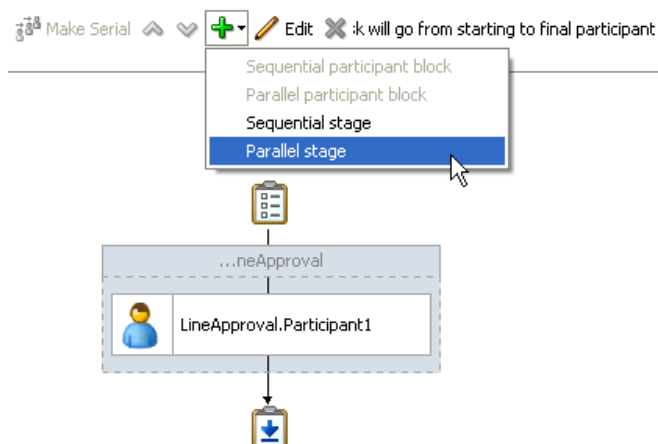 Make Serial Edit k will go from starting to final participant
Sequential participant block
Parallel participant block
Sequential stage
Parallel stage
...neApproval
LineApproval.Participant1